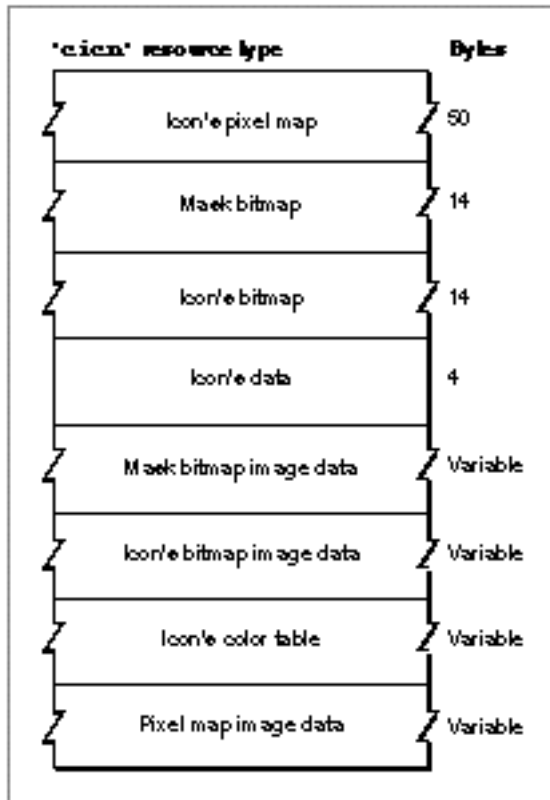 'cicn' resource type Bytes
Icon's pixel map 50
Mask bitmap 14
Icon's bitmap 14
Icon's data 4
Mask bitmap image data Variable
Icon's bitmap image data Variable
Icon's color table Variable
Pixel map image data Variable